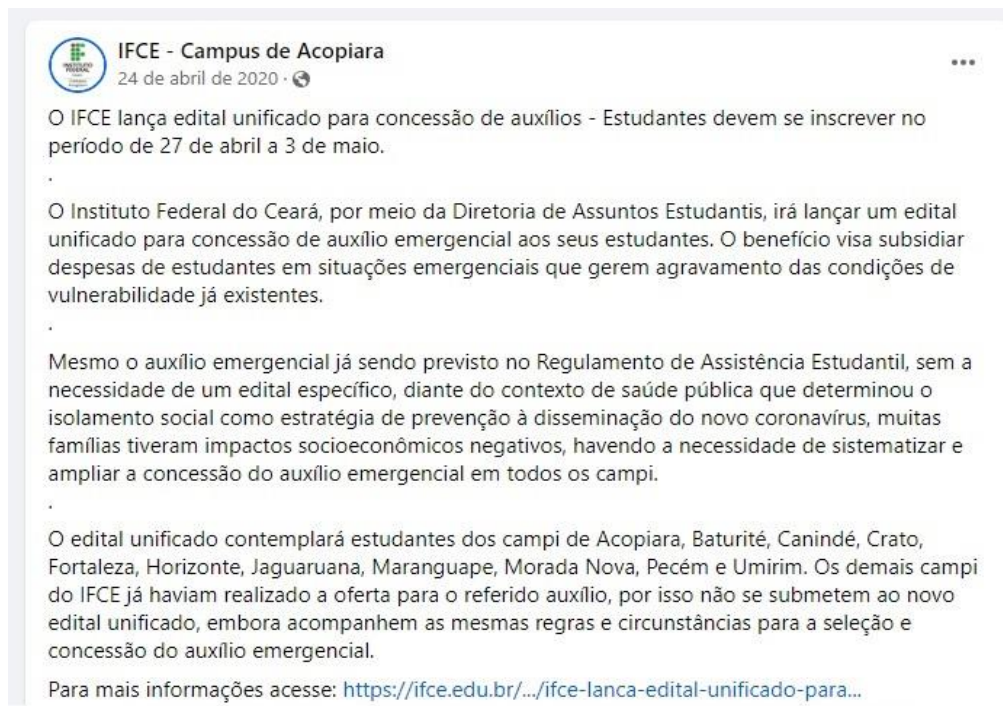 IFCE - Campus de Acopiara
24 de abril de 2020 ·
O IFCE lança edital unificado para concessão de auxílios - Estudantes devem se inscrever no
período de 27 de abril a 3 de maio.
.
O Instituto Federal do Ceará, por meio da Diretoria de Assuntos Estudantis, irá lançar um edital
unificado para concessão de auxílio emergencial aos seus estudantes. O benefício visa subsidiar
despesas de estudantes em situações emergenciais que gerem agravamento das condições de
vulnerabilidade já existentes.
.
Mesmo o auxílio emergencial já sendo previsto no Regulamento de Assistência Estudantil, sem a
necessidade de um edital específico, diante do contexto de saúde pública que determinou o
isolamento social como estratégia de prevenção à disseminação do novo coronavírus, muitas
famílias tiveram impactos socioeconômicos negativos, havendo a necessidade de sistematizar e
ampliar a concessão do auxílio emergencial em todos os campi.
.
O edital unificado contemplará estudantes dos campi de Acopiara, Baturité, Canindé, Crato,
Fortaleza, Horizonte, Jaguaruana, Maranguape, Morada Nova, Pecém e Umirim. Os demais campi
do IFCE já haviam realizado a oferta para o referido auxílio, por isso não se submetem ao novo
edital unificado, embora acompanhem as mesmas regras e circunstâncias para a seleção e
concessão do auxílio emergencial.
Para mais informações acesse: https://ifce.edu.br/.../ifce-lanca-edital-unificado-para...